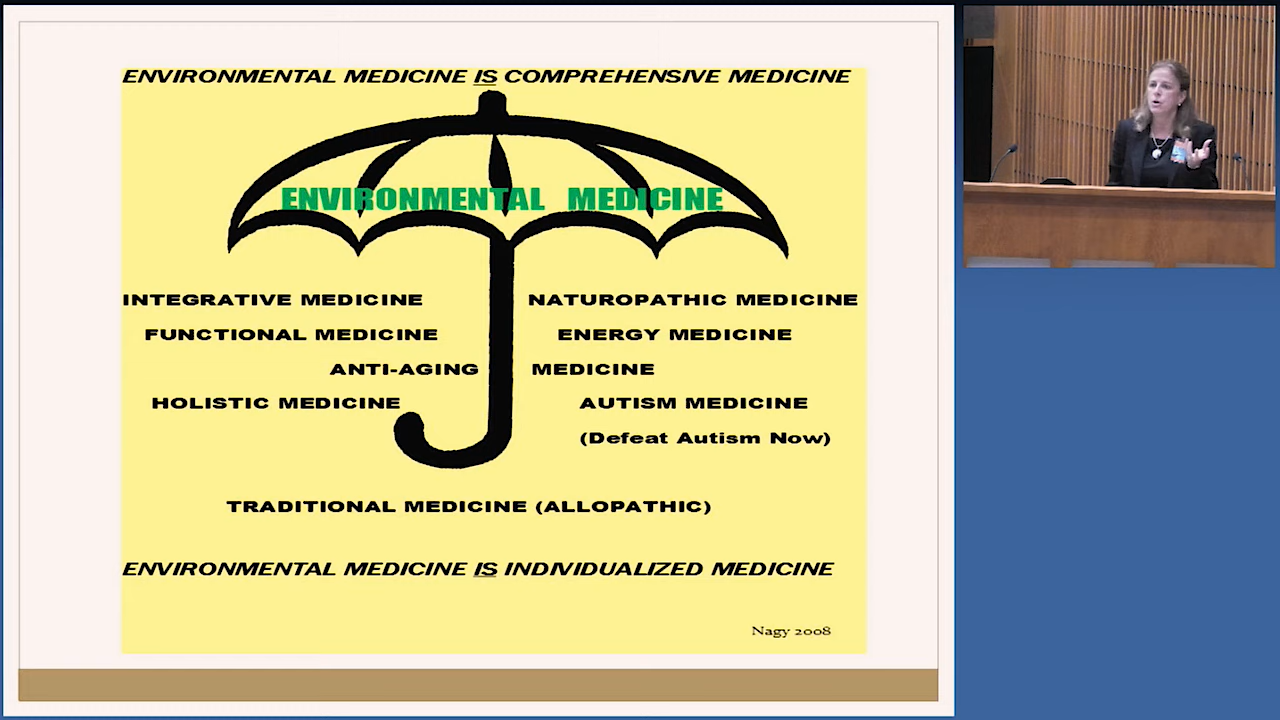 ENVIRONMENTAL MEDICINE IS COMPREHENSIVE MEDICINE
ENVIRONMENTAL MEDICINE
INTEGRATIVE MEDICINE NATUROPATHIC MEDICINE
FUNCTIONAL MEDICINE ENERGY MEDICINE
ANTI-AGING MEDICINE
HOLISTIC MEDICINE AUTISM MEDICINE
(Defeat Autism Now)
TRADITIONAL MEDICINE (ALLOPATHIC)
ENVIRONMENTAL MEDICINE IS INDIVIDUALIZED MEDICINE
Nagy 2008